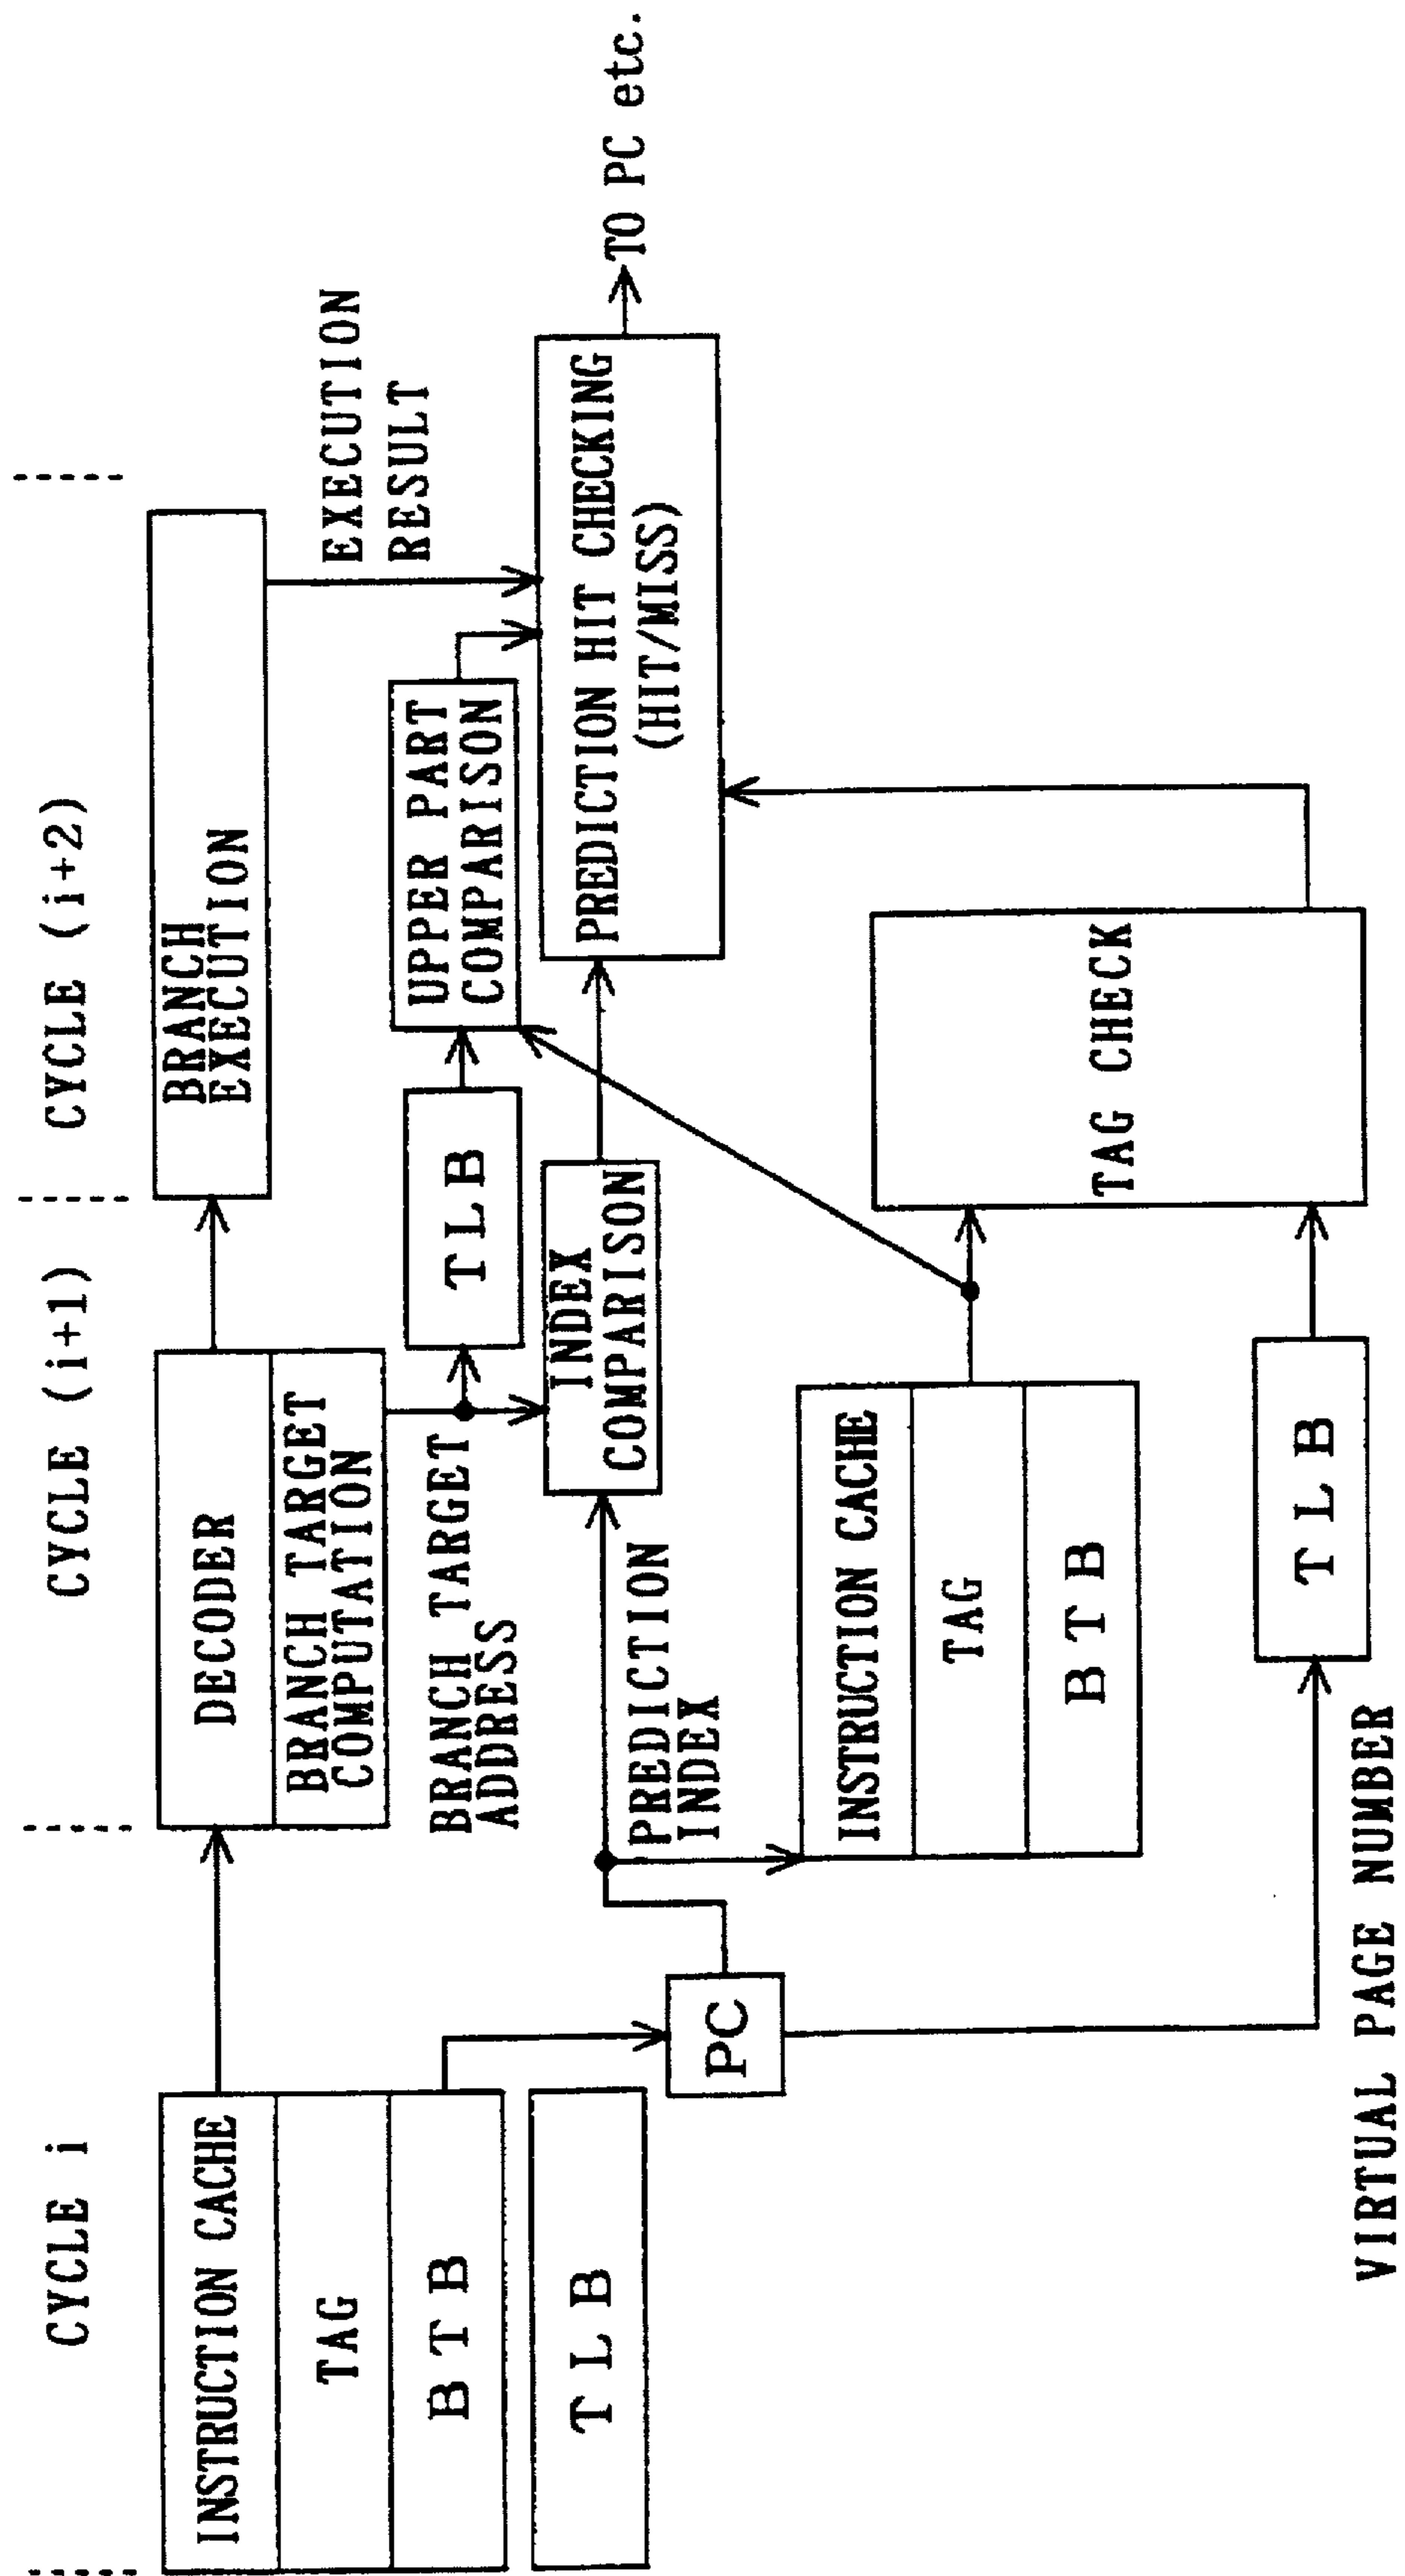 CYCLE i
CYCLE (i+1)
CYCLE (i+2)
INSTRUCTION CACHE
TAG
B T B
T L B
PC
DECODER
BRANCH TARGET
COMPUTATION
BRANCH TARGET
ADDRESS
T L B
INDEX
COMPARISON
PREDICTION
INDEX
INSTRUCTION CACHE
TAG
B T B
T L B
VIRTUAL PAGE NUMBER
BRANCH
EXECUTION
EXECUTION
RESULT
UPPER PART
COMPARISON
PREDICTION HIT CHECKING
(HIT/MISS)
TAG CHECK
TO PC etc.